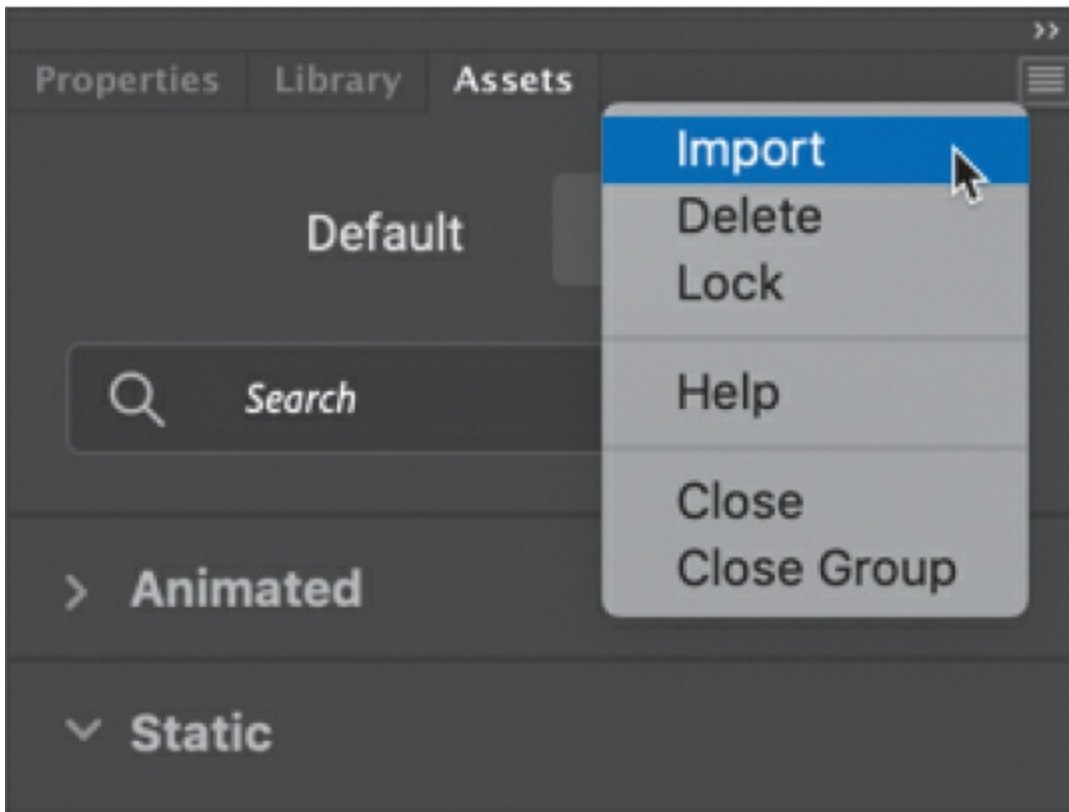 Properties Library Assets
Import
Default
Delete
Lock
Search
Help
Close
Close Group
Animated
Static